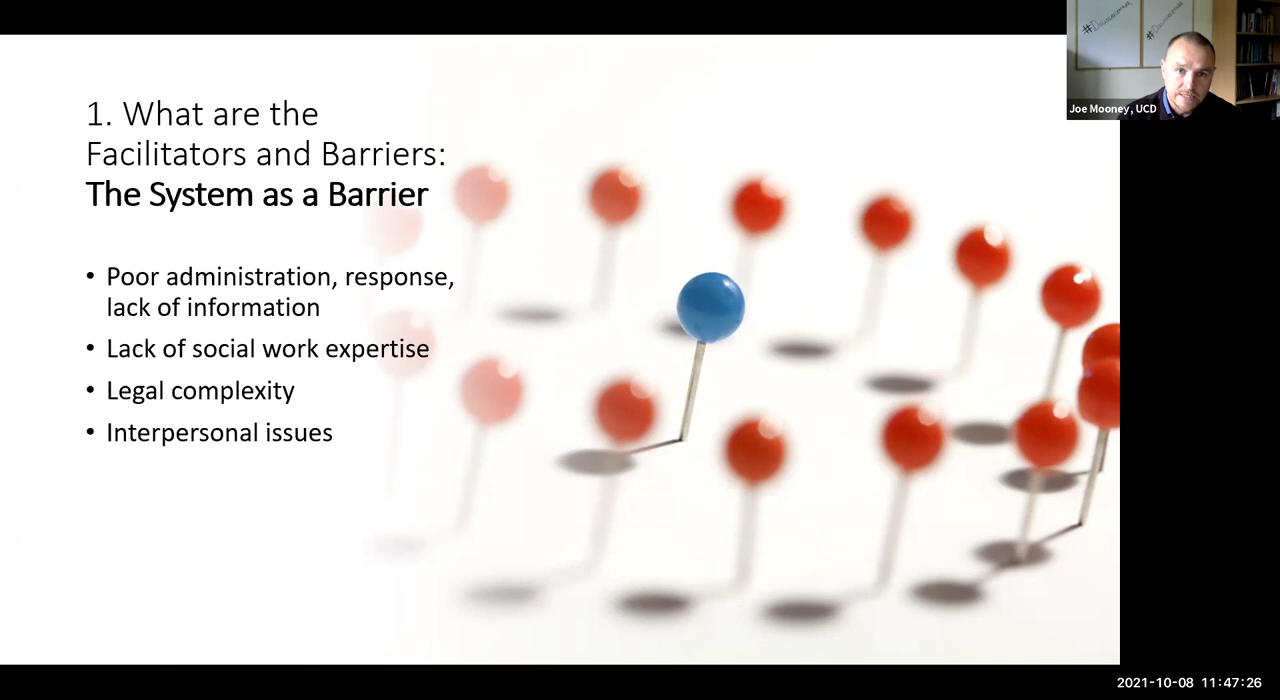 1. What are the
Facilitators and Barriers:
The System as a Barrier
• Poor administration, response,
lack of information
• Lack of social work expertise
• Legal complexity
• Interpersonal issues
Joe Mooney, UCD
2021-10-08 11:47:26